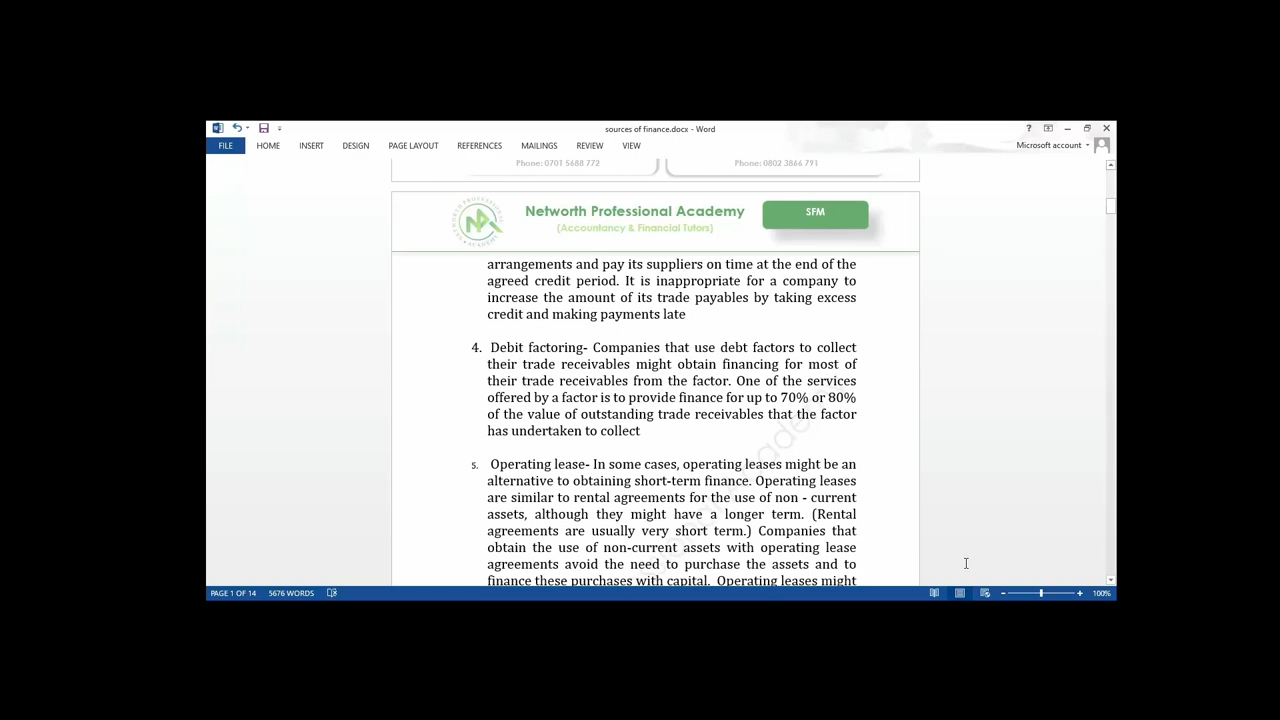 sources of finance.docx - Word
FILE HOME INSERT DESIGN PAGE LAYOUT REFERENCES MAILINGS REVIEW VIEW Microsoft account
Phone: 0701 5688 772 Phone: 0802 3866 791
Networth Professional Academy SFM
(Accountancy & Financial Tutors)
arrangements and pay its suppliers on time at the end of the
agreed credit period. It is inappropriate for a company to
increase the amount of its trade payables by taking excess
credit and making payments late
4. Debit factoring- Companies that use debt factors to collect
their trade receivables might obtain financing for most of
their trade receivables from the factor. One of the services
offered by a factor is to provide finance for up to 70% or 80%
of the value of outstanding trade receivables that the factor
has undertaken to collect
5. Operating lease- In some cases, operating leases might be an
alternative to obtaining short-term finance. Operating leases
are similar to rental agreements for the use of non - current
assets, although they might have a longer term. (Rental
agreements are usually very short term.) Companies that
obtain the use of non-current assets with operating lease
agreements avoid the need to purchase the assets and to
finance these purchases with capital. Operating leases might
PAGE 1 OF 14 5676 WORDS 100%